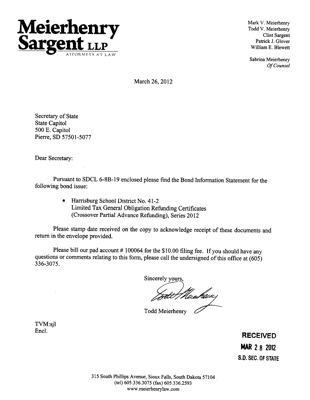 Meierhenry
Sargent LLP
ATTORNEYS AT LAW
Mark V. Meierhenry
Todd V. Meierhenry
Clint Sargent
Patrick J. Glover
William E. Blewett
Sabrina Meierhenry
Of Counsel
March 26, 2012
Secretary of State
State Capitol
500 E. Capitol
Pierre, SD 57501-5077
Dear Secretary:
Pursuant to SDCL 6-8B-19 enclosed please find the Bond Information Statement for the
following bond issue:
• Harrisburg School District No. 41-2
Limited Tax General Obligation Refunding Certificates
(Crossover Partial Advance Refunding), Series 2012
Please stamp date received on the copy to acknowledge receipt of these documents and
return in the envelope provided.
Please bill our pad account # 100064 for the $10.00 filing fee. If you should have any
questions or comments relating to this form, please call the undersigned of this office at (605)
336-3075.
Sincerely yours,
Todd Meierhenry
TVM:njl
Encl.
RECEIVED
MAR 28 2012
S.D. SEC. OF STATE
315 South Phillips Avenue, Sioux Falls, South Dakota 57104
(tel) 605.336.3075 (fax) 605.336.2593
www.meierhenrylaw.com